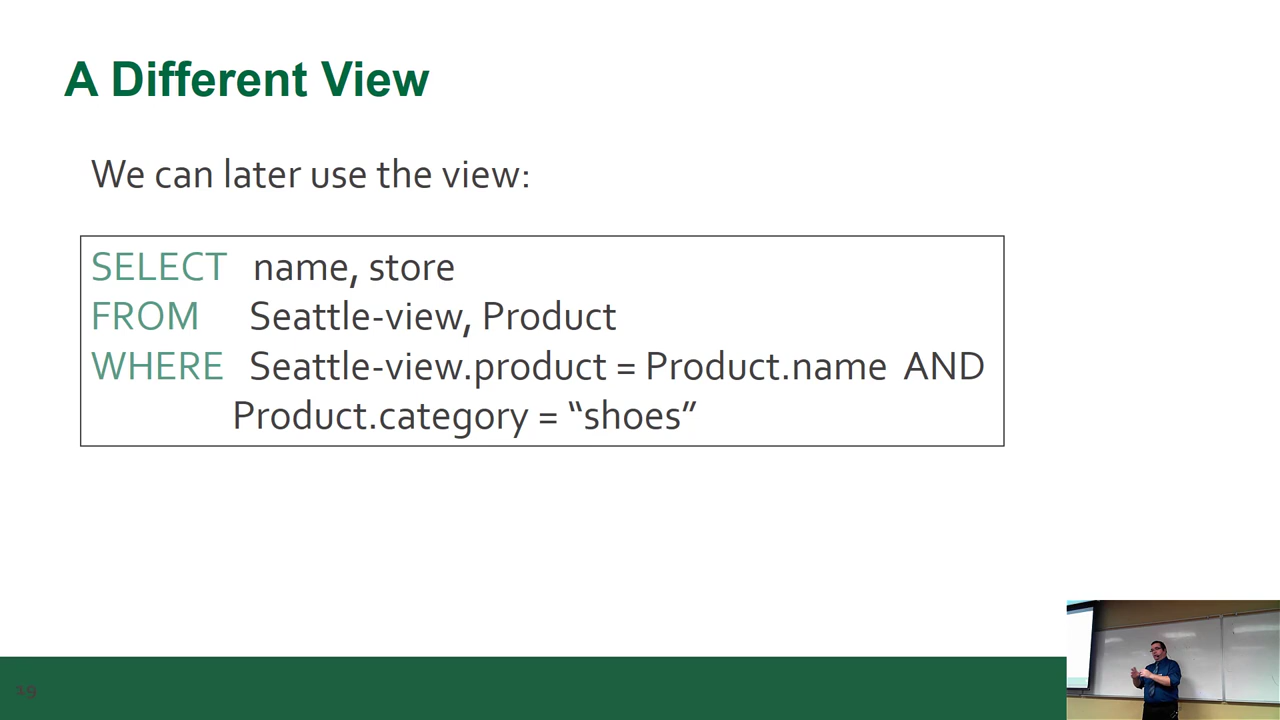 A Different View
We can later use the view:
SELECT name, store
FROM Seattle-view, Product
WHERE Seattle-view.product = Product.name AND
Product.category = “shoes”
19